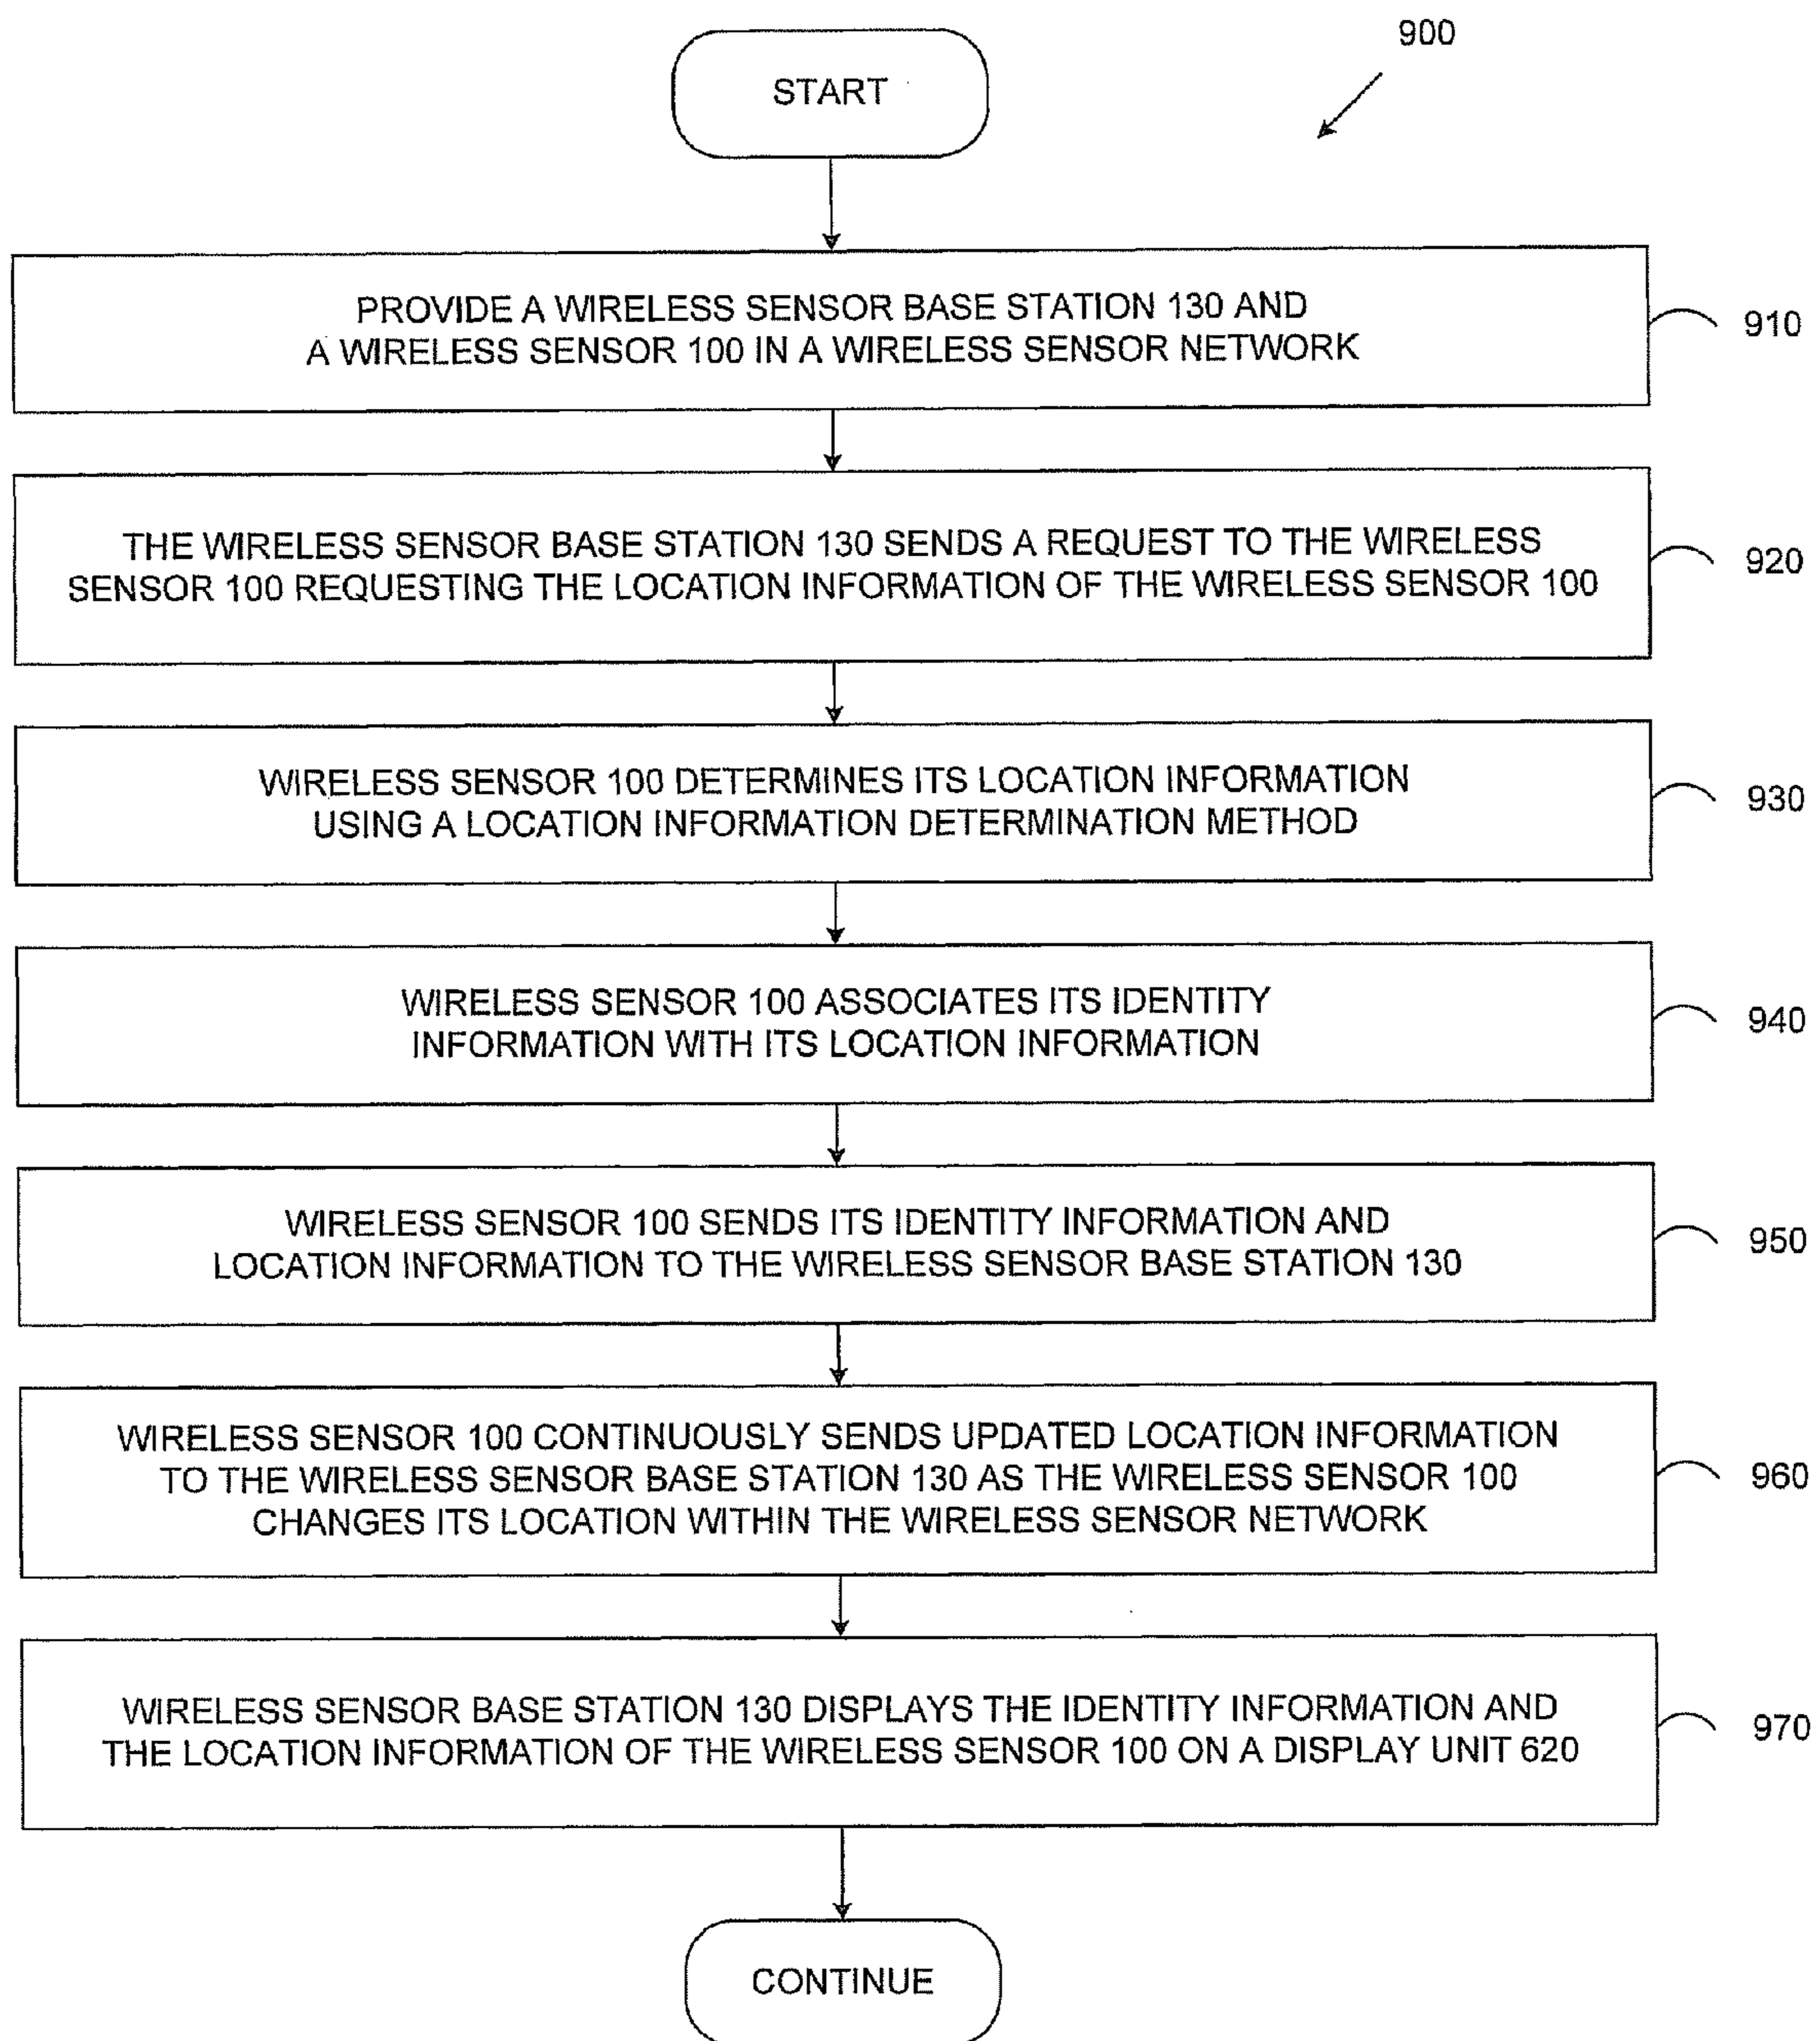 900
START
PROVIDE A WIRELESS SENSOR BASE STATION 130 AND
A WIRELESS SENSOR 100 IN A WIRELESS SENSOR NETWORK
910
THE WIRELESS SENSOR BASE STATION 130 SENDS A REQUEST TO THE WIRELESS
SENSOR 100 REQUESTING THE LOCATION INFORMATION OF THE WIRELESS SENSOR 100
920
WIRELESS SENSOR 100 DETERMINES ITS LOCATION INFORMATION
USING A LOCATION INFORMATION DETERMINATION METHOD
930
WIRELESS SENSOR 100 ASSOCIATES ITS IDENTITY
INFORMATION WITH ITS LOCATION INFORMATION
940
WIRELESS SENSOR 100 SENDS ITS IDENTITY INFORMATION AND
LOCATION INFORMATION TO THE WIRELESS SENSOR BASE STATION 130
950
WIRELESS SENSOR 100 CONTINUOUSLY SENDS UPDATED LOCATION INFORMATION
TO THE WIRELESS SENSOR BASE STATION 130 AS THE WIRELESS SENSOR 100
CHANGES ITS LOCATION WITHIN THE WIRELESS SENSOR NETWORK
960
WIRELESS SENSOR BASE STATION 130 DISPLAYS THE IDENTITY INFORMATION AND
THE LOCATION INFORMATION OF THE WIRELESS SENSOR 100 ON A DISPLAY UNIT 620
970
CONTINUE